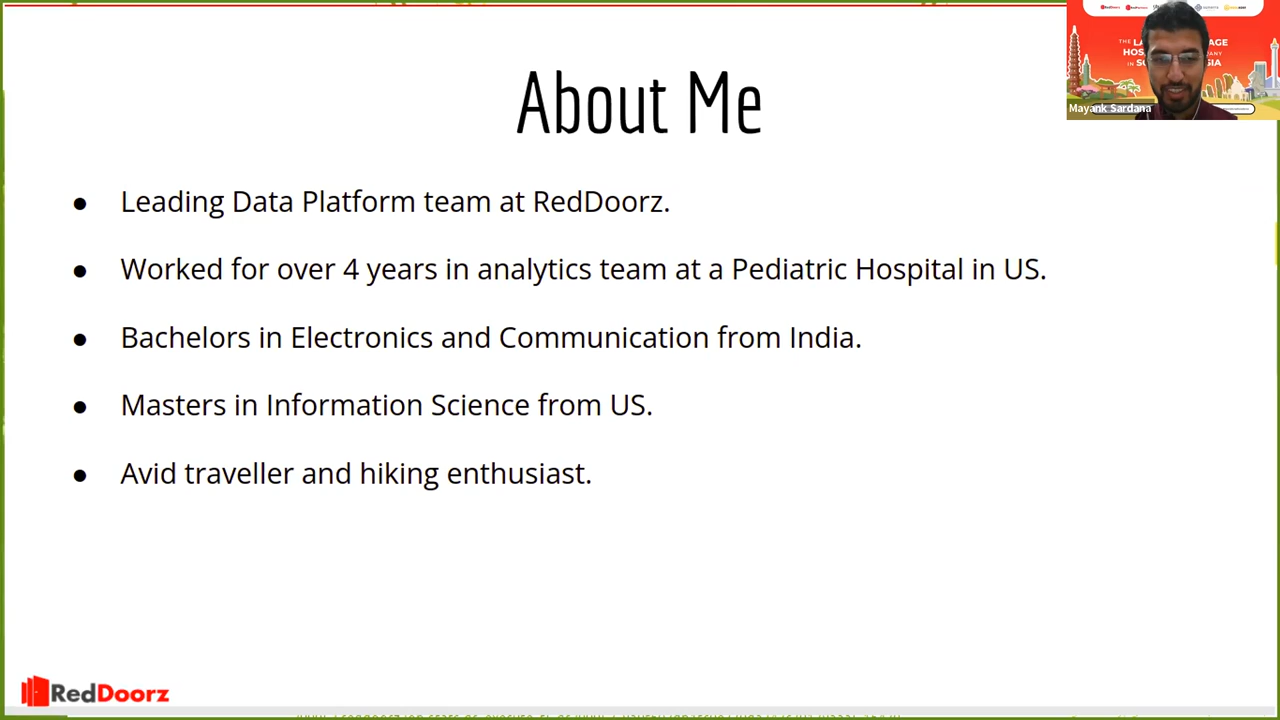 About Me
Mayank Sardana
● Leading Data Platform team at RedDoorz.
● Worked for over 4 years in analytics team at a Pediatric Hospital in US.
● Bachelors in Electronics and Communication from India.
● Masters in Information Science from US.
● Avid traveller and hiking enthusiast.
RedDoorz